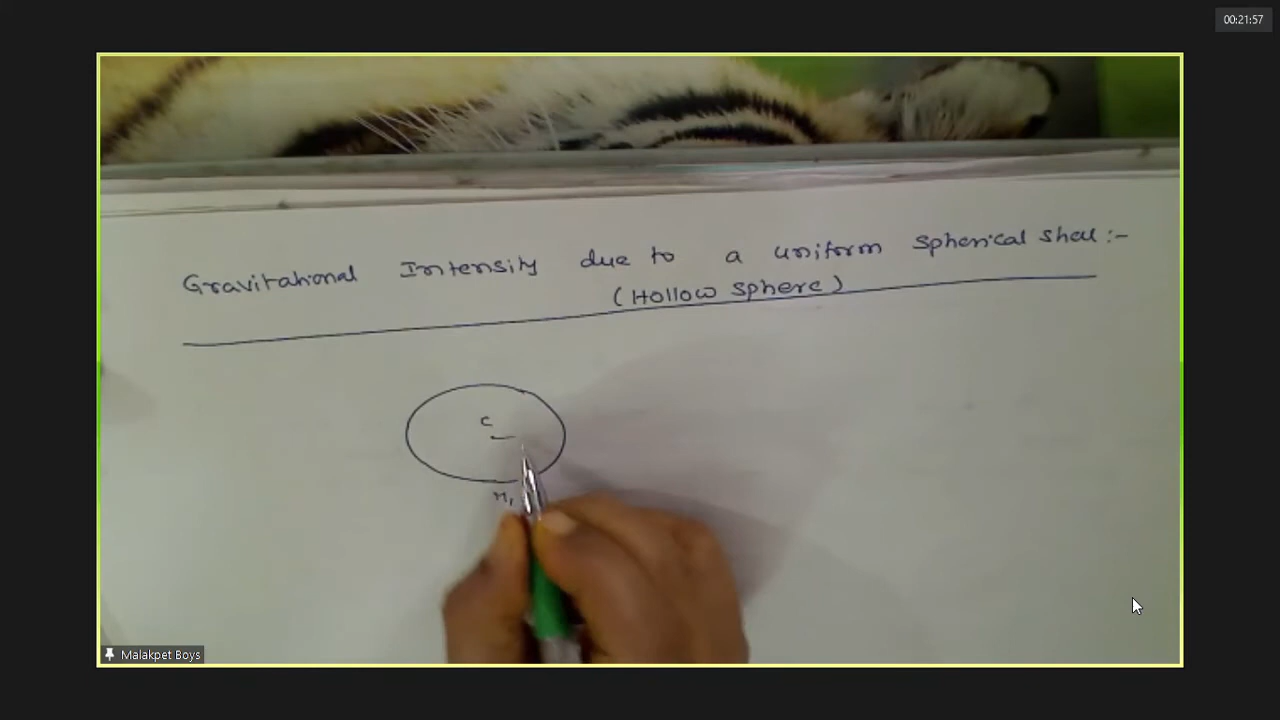 00:21:57
Gravitational Intensity due to a uniform spherical shell :-
(Hollow sphere)
C
M,
Malakpet Boys